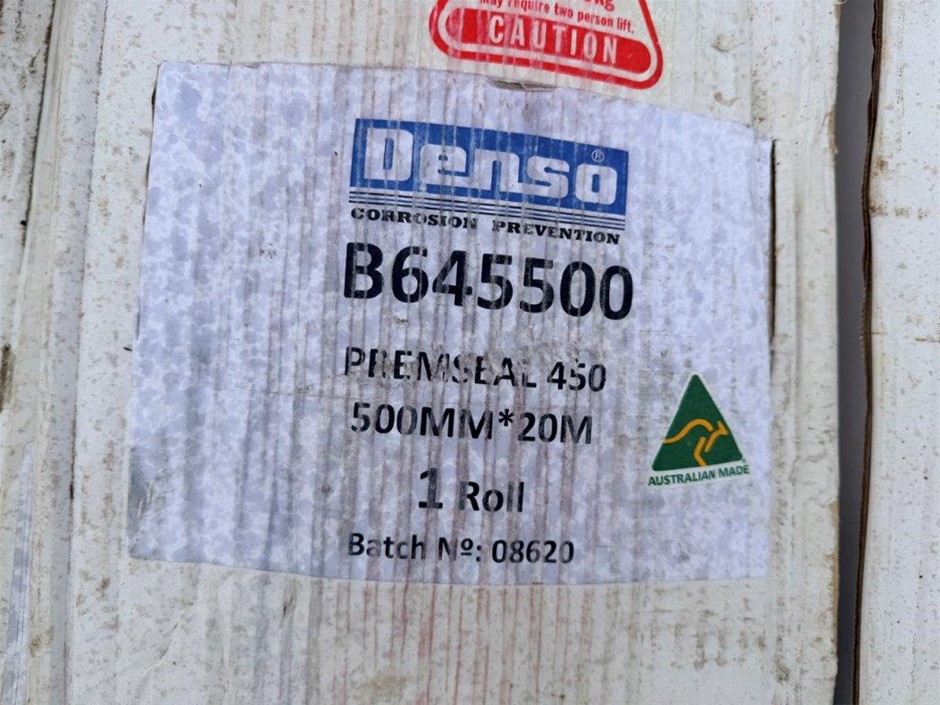 kg
May require two person lift.
CAUTION
Denso®
CORROSION PREVENTION
B645500
PREMSEAL 450
500MM*20M
1 Roll
Batch Nº: 08620
AUSTRALIAN MADE